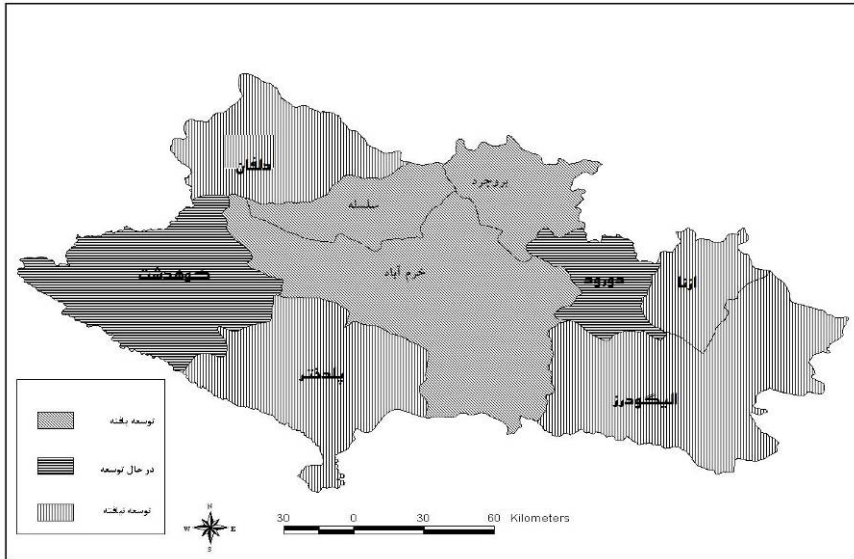 دلفان
بروجرد
سلسله
خرم آباد
کوهدشت
دورود
ازنا
پلدختر
الیگودرز
توسعه یافته
در حال توسعه
توسعه نیافته
N
W E
S
30 0 30 60 Kilometers